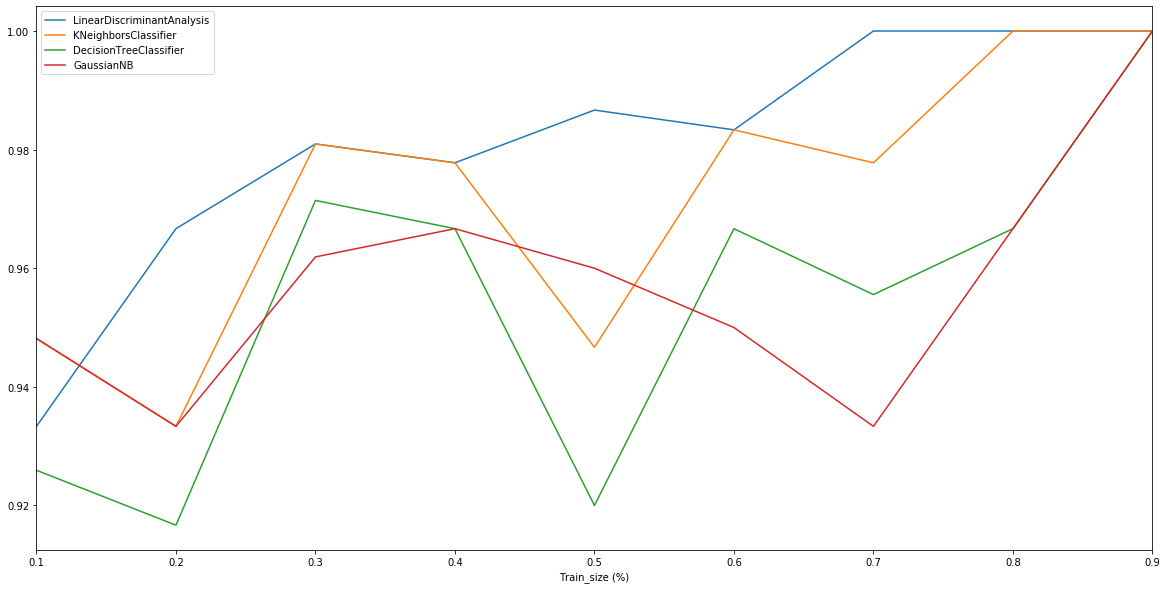 LinearDiscriminantAnalysis
KNeighborsClassifier
DecisionTreeClassifier
GaussianNB
1.00
0.98
0.96
0.94
0.92
0.1 0.2 0.3 0.4 0.5 0.6 0.7 0.8 0.9
Train_size (%)